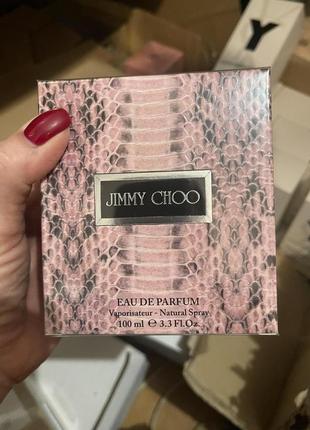 Y
JIMMY CHOO
EAU DE PARFUM
Vaporisateur - Natural Spray
100 ml ℮ 3.3 Fl.Oz.